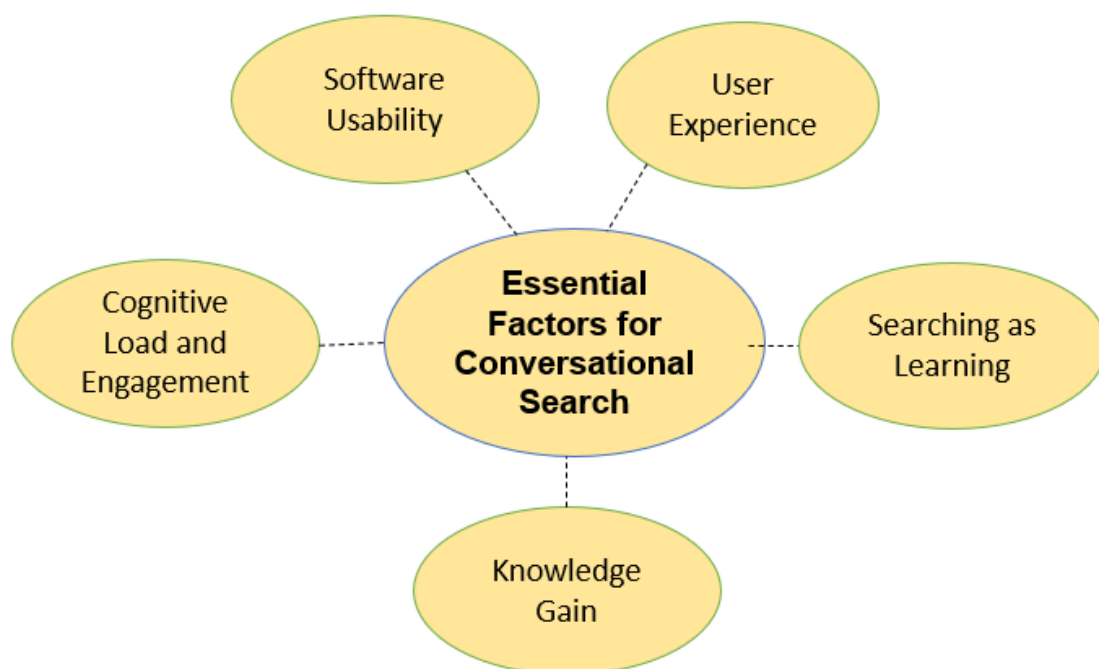 Software
Usability
User
Experience
Essential
Factors for
Conversational
Search
Cognitive
Load and
Engagement
Searching as
Learning
Knowledge
Gain